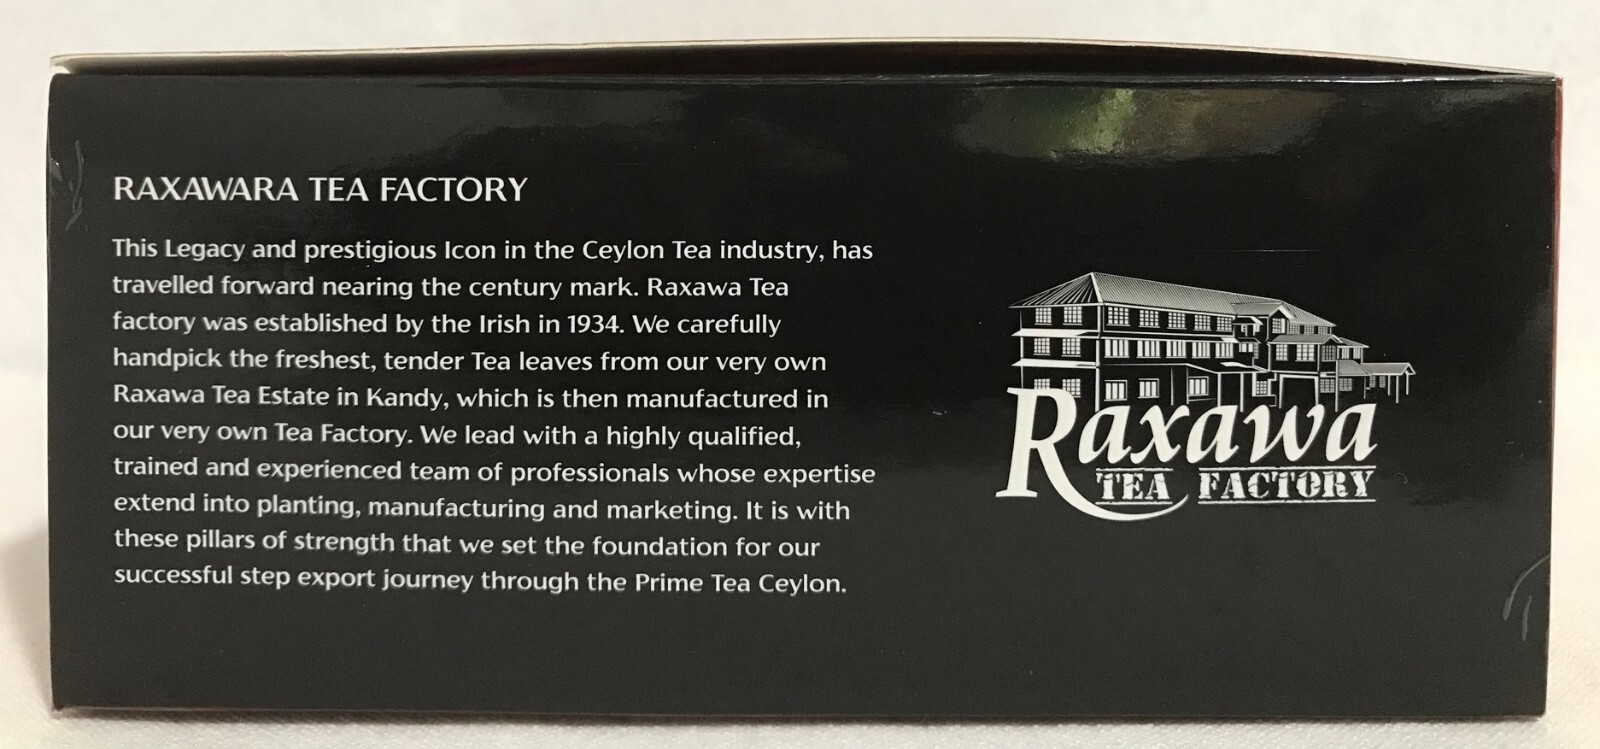 RAXAWARA TEA FACTORY
This Legacy and prestigious Icon in the Ceylon Tea industry, has
travelled forward nearing the century mark. Raxawa Tea
factory was established by the Irish in 1934. We carefully
handpick the freshest, tender Tea leaves from our very own
Raxawa Tea Estate in Kandy, which is then manufactured in
our very own Tea Factory. We lead with a highly qualified,
trained and experienced team of professionals whose expertise
extend into planting, manufacturing and marketing. It is with
these pillars of strength that we set the foundation for our
successful step export journey through the Prime Tea Ceylon.
Raxawa
TEA FACTORY